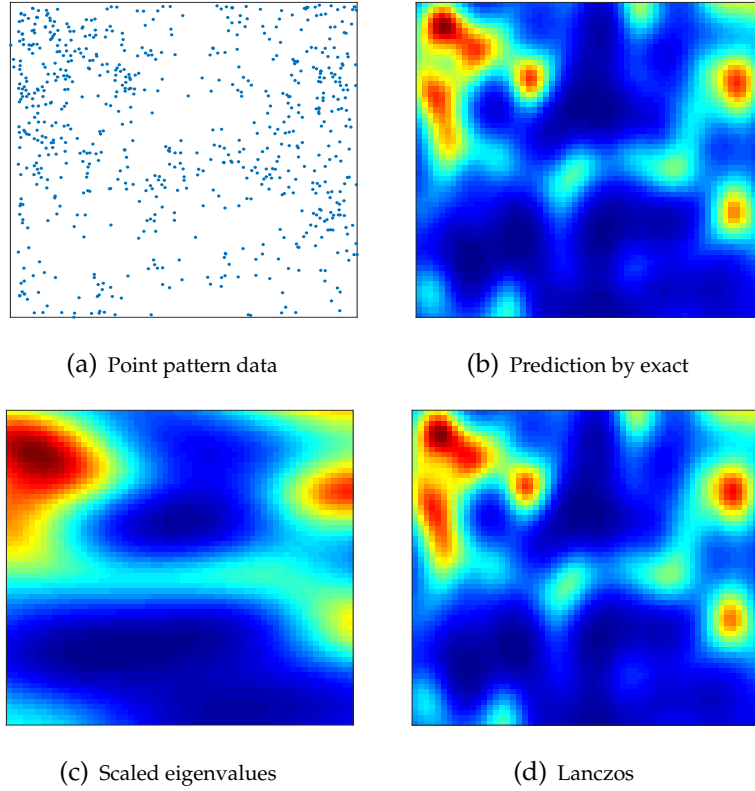 (a) Point pattern data
(b) Prediction by exact
(c) Scaled eigenvalues
(d) Lanczos